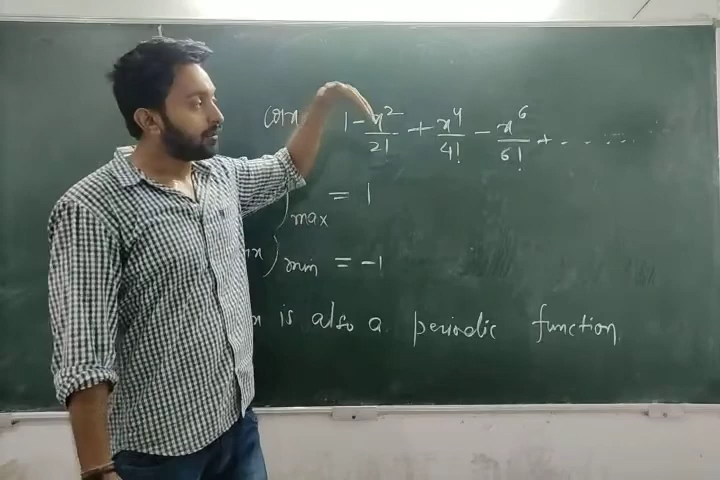 cosx 1 - x²/2! + x⁴/4! - x⁶/6! + ........
)max = 1
x)min = -1
x is also a periodic function